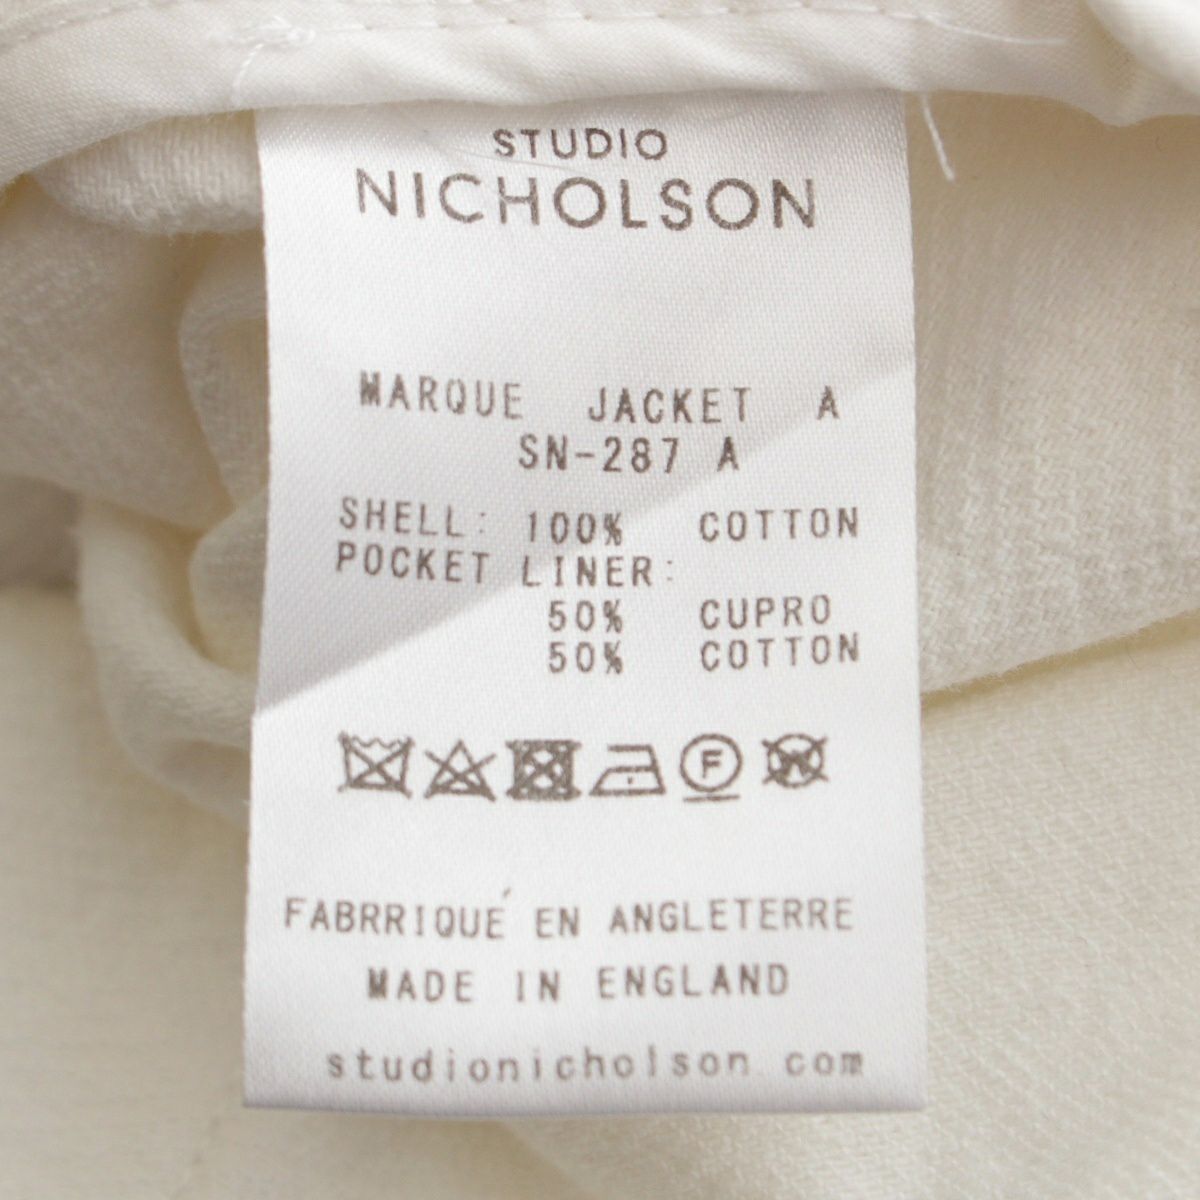 STUDIO
NICHOLSON
MARQUE JACKET A
SN-287 A
SHELL: 100% COTTON
POCKET LINER:
50% CUPRO
50% COTTON
F W
FABRRIQUÉ EN ANGLETERRE
MADE IN ENGLAND
studionicholson.com